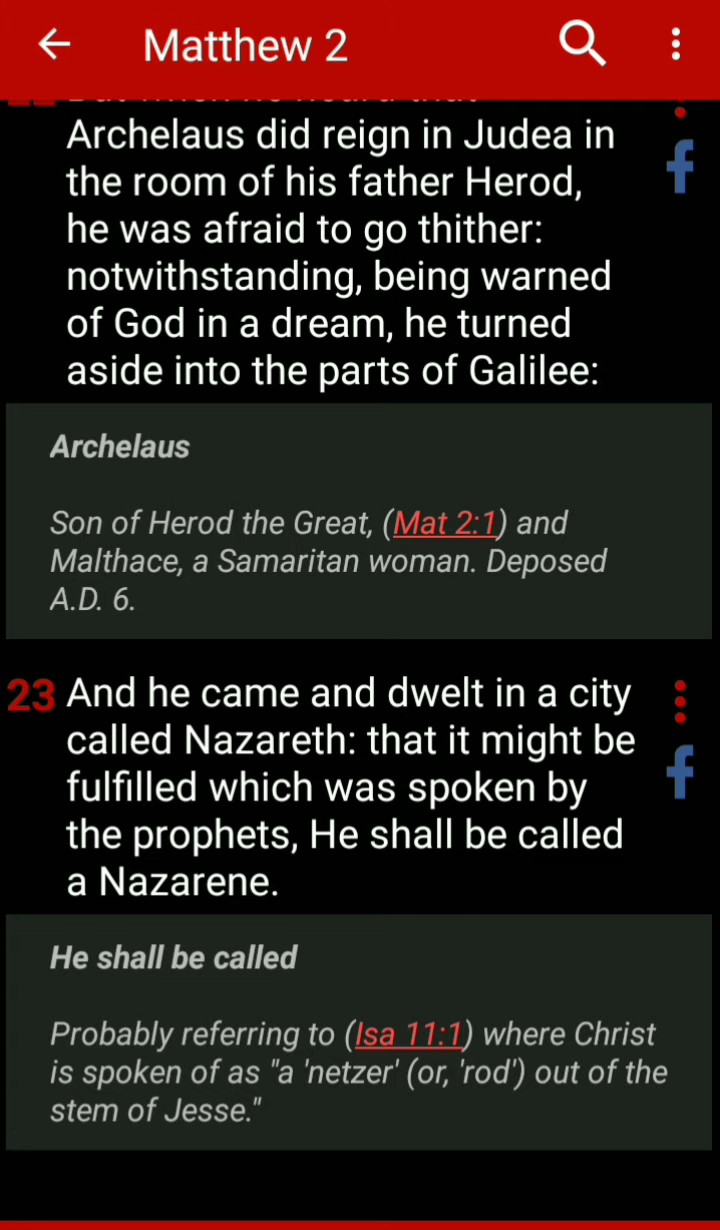 Matthew 2
Archelaus did reign in Judea in
the room of his father Herod,
he was afraid to go thither:
notwithstanding, being warned
of God in a dream, he turned
aside into the parts of Galilee:
Archelaus
Son of Herod the Great, (Mat 2:1) and
Malthace, a Samaritan woman. Deposed
A.D. 6.
23 And he came and dwelt in a city
called Nazareth: that it might be
fulfilled which was spoken by
the prophets, He shall be called
a Nazarene.
He shall be called
Probably referring to (Isa 11:1) where Christ
is spoken of as "a 'netzer' (or, 'rod') out of the
stem of Jesse."